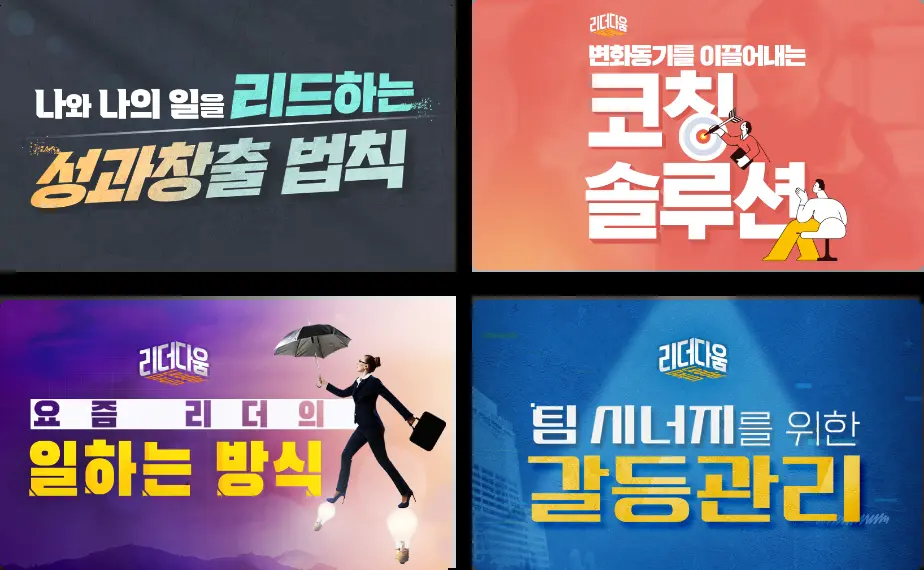 나와 나의 일을 리드하는
성과창출 법칙
리더다움
변화동기를 이끌어내는
코칭
솔루션
리더다움
요즘 리더의
일하는 방식
리더다움
팀 시너지를 위한
갈등관리